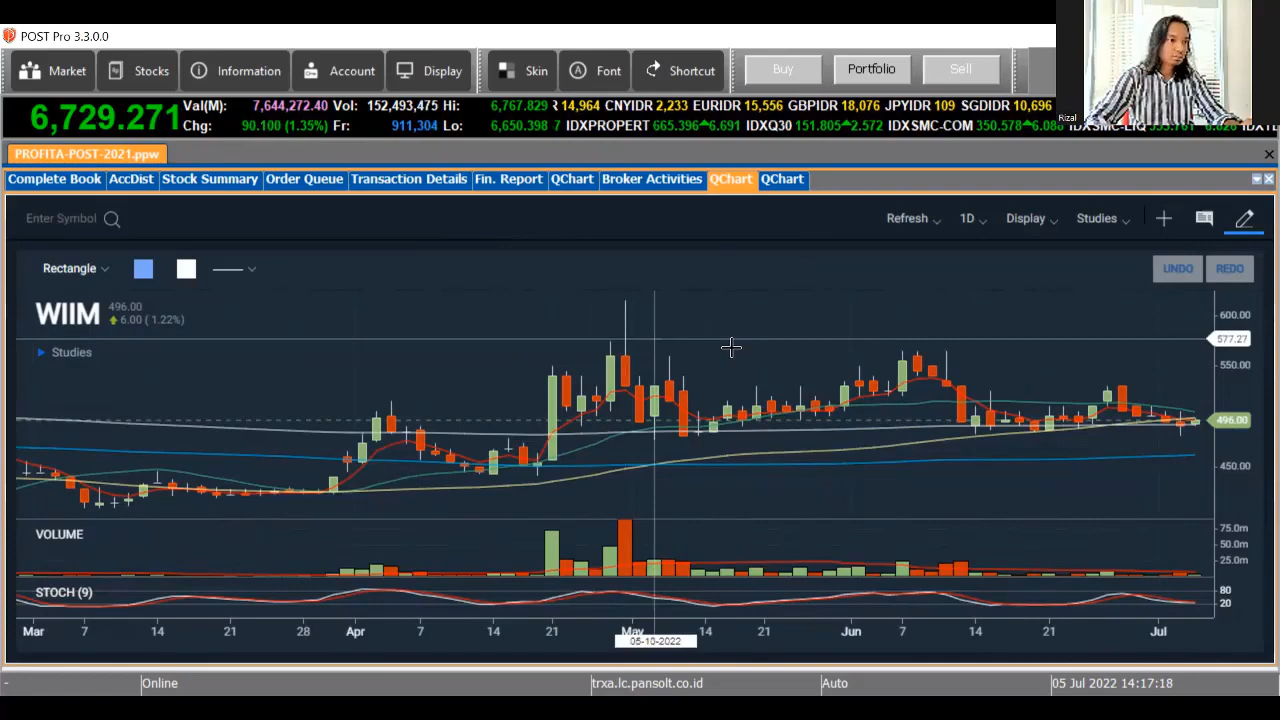 POST Pro 3.3.0.0
Market Stocks Information Account Display Skin Font Shortcut Buy Portfolio Sell
Rizal
6,729.271 Val(M): 7,644,272.40 Vol: 152,493,475 Hi: 6,767.829 R 14,964 CNYIDR 2,233 EURIDR 15,556 GBPIDR 18,076 JPYIDR 109 SGDIDR 10,696
Chg: 90.100 (1.35%) Fr: 911,304 Lo: 6,650.398 7 IDXPROPERT 665.396 6.691 IDXQ30 151.805 2.572 IDXSMC-COM 350.578
PROFITA-POST-2021.ppw
Complete Book AccDist Stock Summary Order Queue Transaction Details Fin. Report QChart Broker Activities QChart QChart
Enter Symbol Refresh 1D Display Studies
Rectangle UNDO REDO
WIIM 496.00
6.00 ( 1.22%)
Studies
600.00
577.27
550.00
496.00
450.00
VOLUME
75.0m
50.0m
25.0m
STOCH (9)
80
20
Mar 7 14 21 28 Apr 7 14 21 May 14 21 Jun 7 14 21 Jul
05-10-2022
- Online trxa.lc.pansolt.co.id Auto 05 Jul 2022 14:17:18